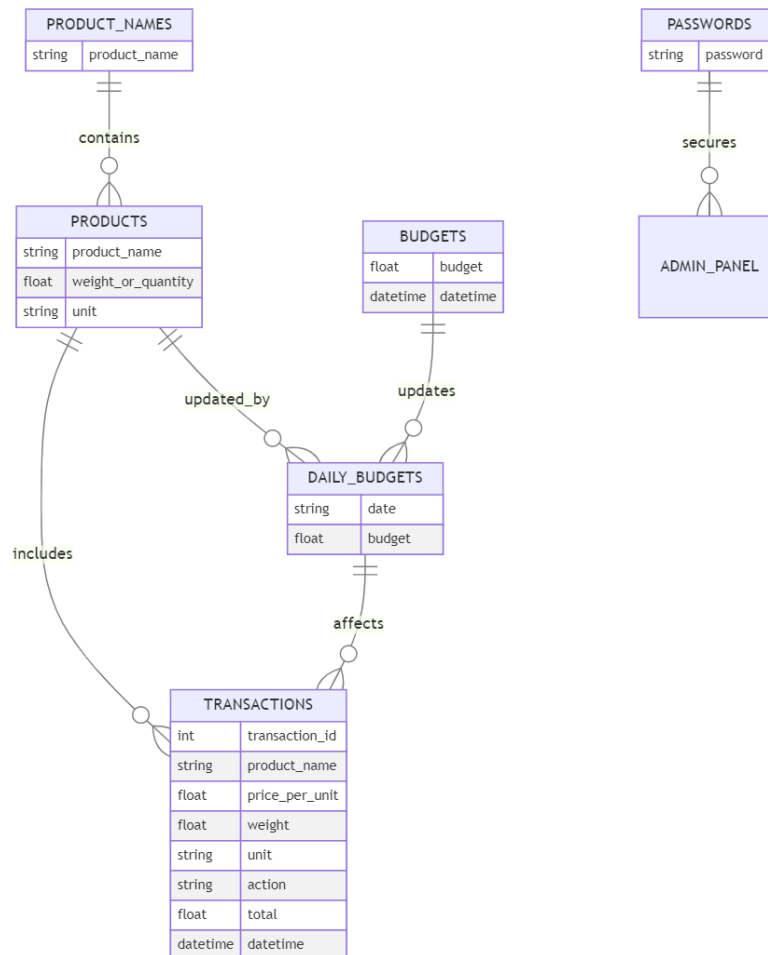 PRODUCT_NAMES
string product_name
contains
PRODUCTS
string product_name
float weight_or_quantity
string unit
PASSWORDS
string password
secures
ADMIN_PANEL
BUDGETS
float budget
datetime datetime
updated_by
updates
DAILY_BUDGETS
string date
float budget
includes
affects
TRANSACTIONS
int transaction_id
string product_name
float price_per_unit
float weight
string unit
string action
float total
datetime datetime